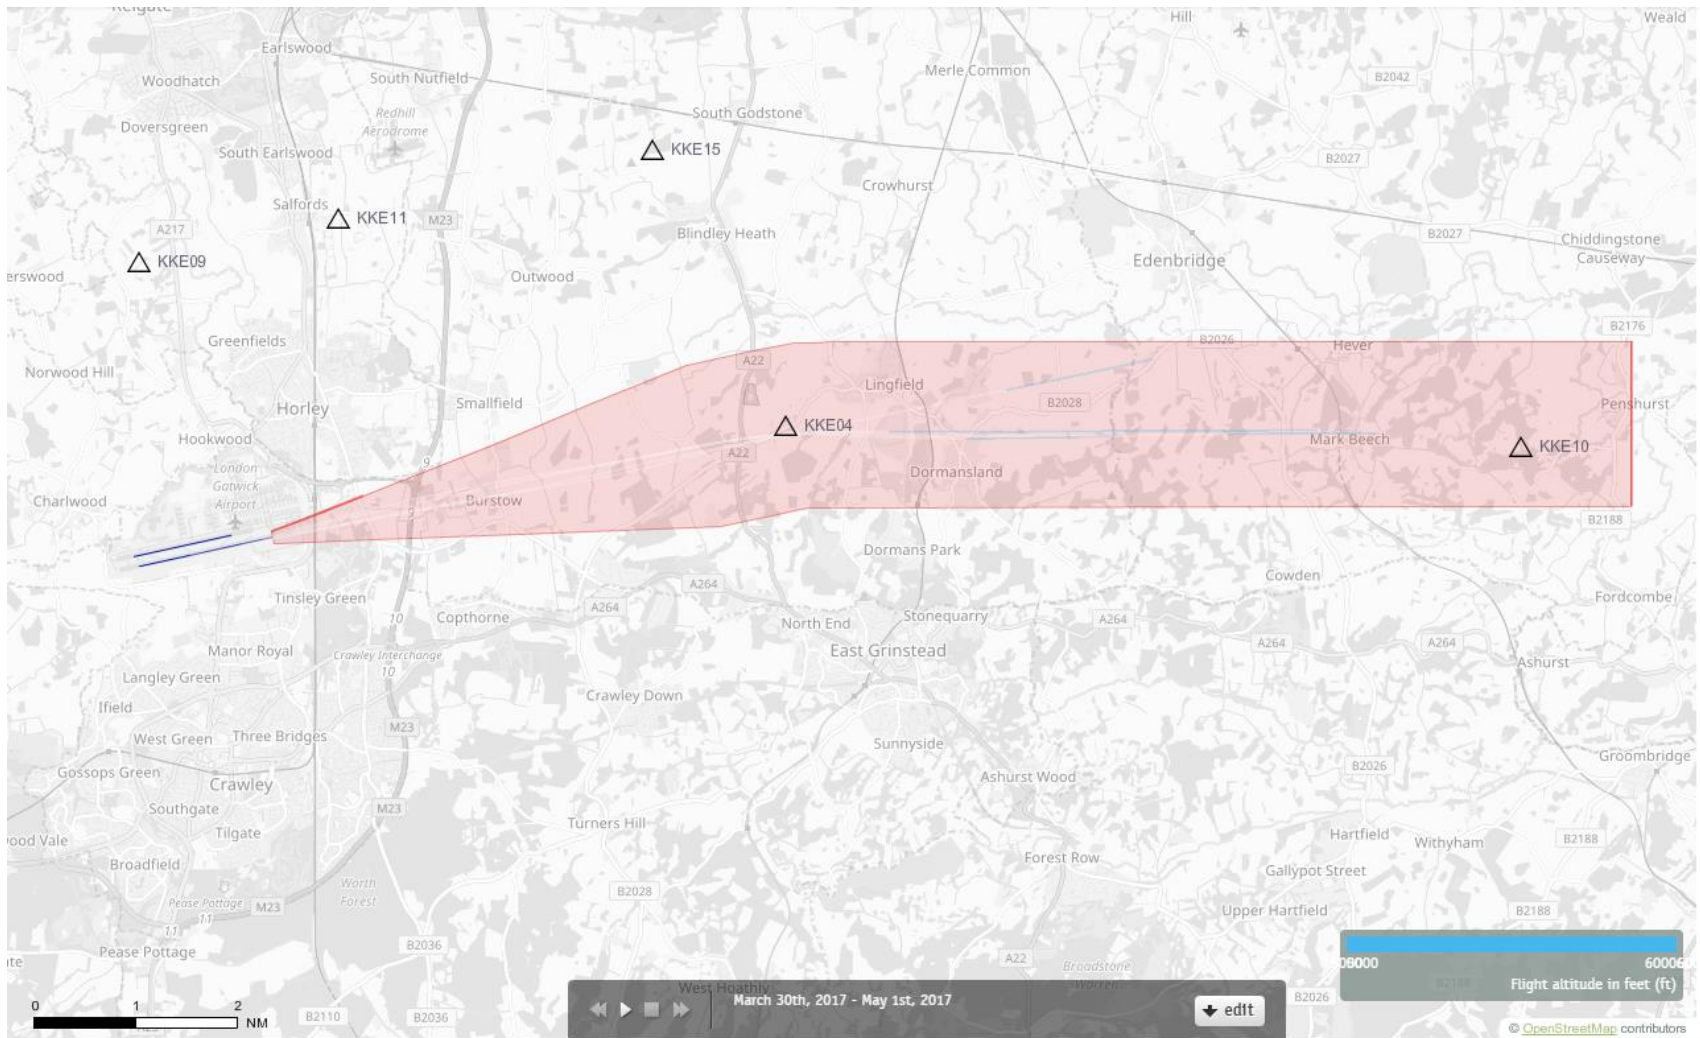 Reigate
Hill
Weald
Earlswood
Woodhatch
South Nutfield
Merle Common
B2042
Redhill
Aerodrome
South Godstone
Doversgreen
South Earlswood
KKE15
B2027
Crowhurst
Salfords
KKE11
M23
A217
Blindley Heath
B2027
Chiddingstone
Causeway
KKE09
erswood
Outwood
Edenbridge
B2176
Greenfields
B2026
Hever
A22
Norwood Hill
Lingfield
Smallfield
B2028
Penshurst
Horley
KKE04
Hookwood
Mark Beech
KKE10
A22
9
London
Gatwick
Airport
Dormansland
Charlwood
Burstow
B2188
Dormans Park
A264
Cowden
Tinsley Green
Fordcombe
A264
Copthorne
10
North End
Stonequarry
A264
A264
A264
Manor Royal
Crawley Interchange
10
East Grinstead
Ashurst
Langley Green
Crawley Down
Ifield
M23
West Green
Three Bridges
Sunnyside
Groombridge
Gossops Green
B2026
Crawley
Ashurst Wood
Southgate
M23
Turners Hill
Tilgate
Hartfield
Withyham
B2188
ood Vale
Broadfield
Forest Row
Gallypot Street
Worth
Forest
B2028
Pease Pottage
11
M23
Upper Hartfield
B2188
11
B2036
Pease Pottage
A22
Broadstone
Warren
Flight altitude in feet (ft)
West Hoathly
March 30th, 2017 - May 1st, 2017
edit
B2026
0 1 2
NM
B2110
B2036
A23
© OpenStreetMap contributors